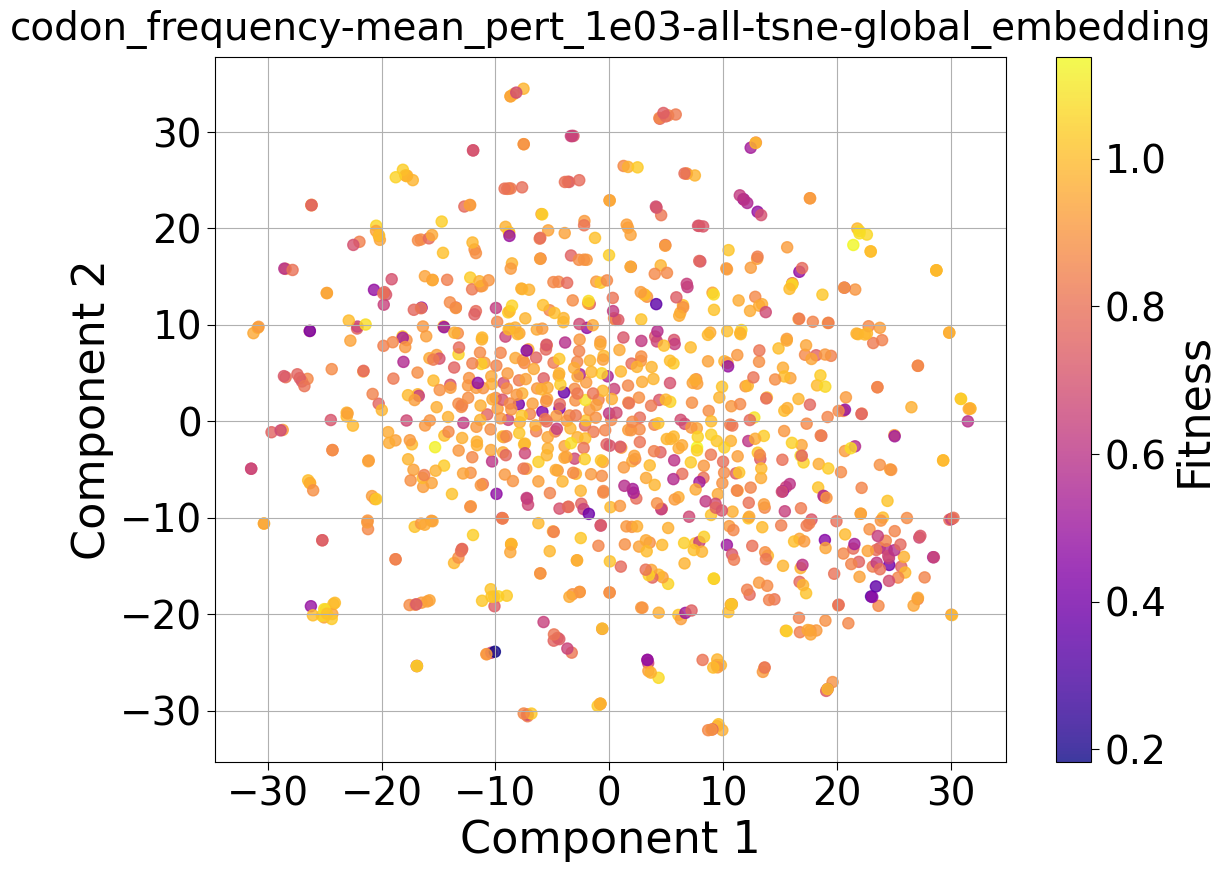 codon_frequency-mean_pert_1e03-all-tsne-global_embedding
30
20
10
0
−10
−20
−30
−30 −20 −10 0 10 20 30
Component 1
Component 2
1.0
0.8
0.6
0.4
0.2
Fitness